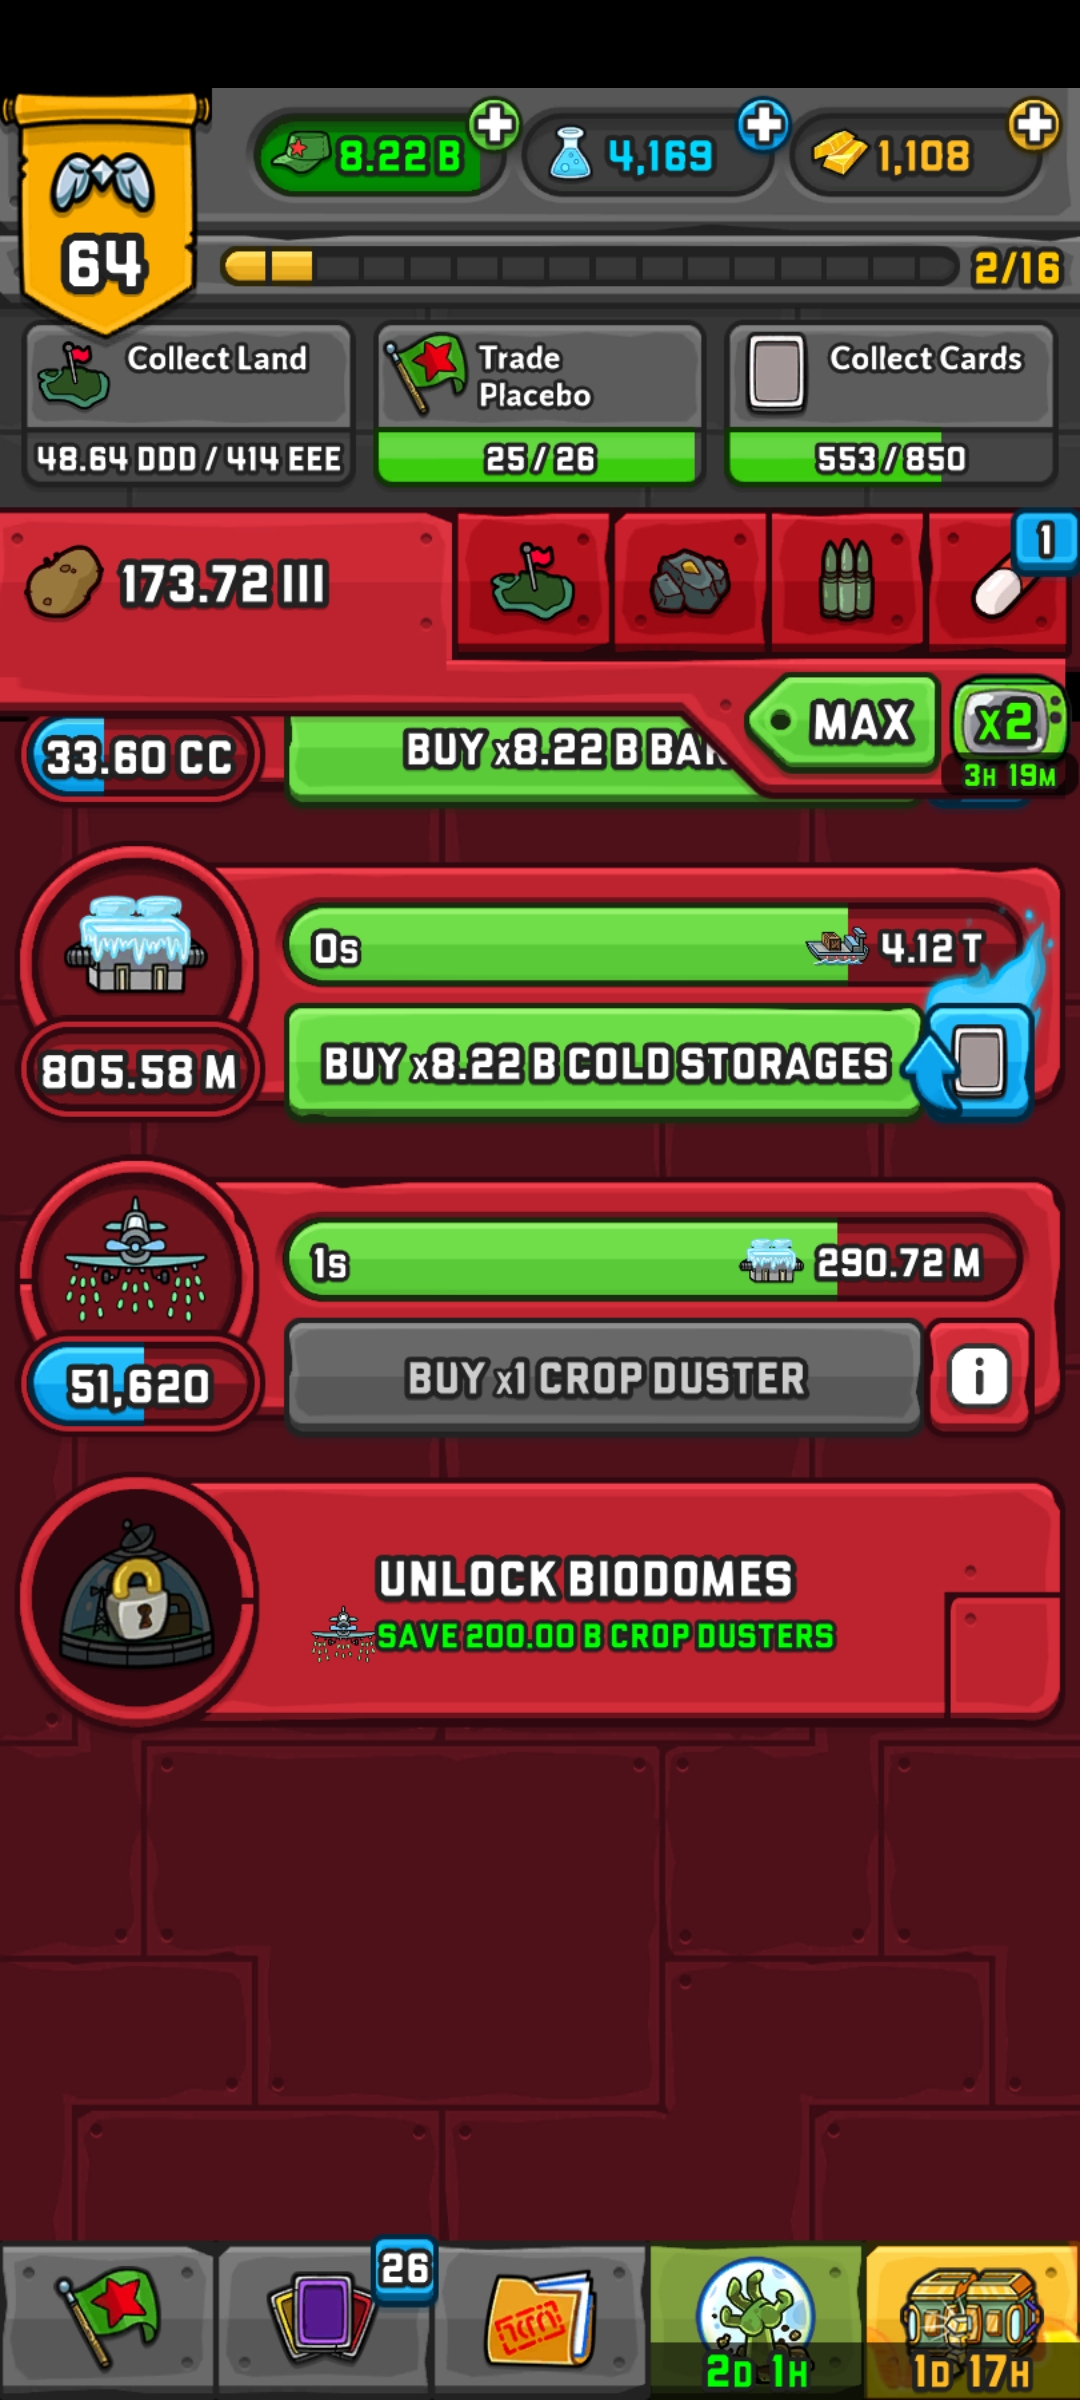 8.22 B
4,169
1,108
64
2/16
Collect Land
48.64 DDD / 414 EEE
Trade
Placebo
25 / 26
Collect Cards
553 / 850
173.72 III
1
MAX
x2
3H 19M
33.60 CC
BUY x8.22 B BAR
0s
4.12 T
805.58 M
BUY x8.22 B COLD STORAGES
1s
290.72 M
51,620
BUY x1 CROP DUSTER
i
UNLOCK BIODOMES
SAVE 200.00 B CROP DUSTERS
26
2D 1H
1D 17H